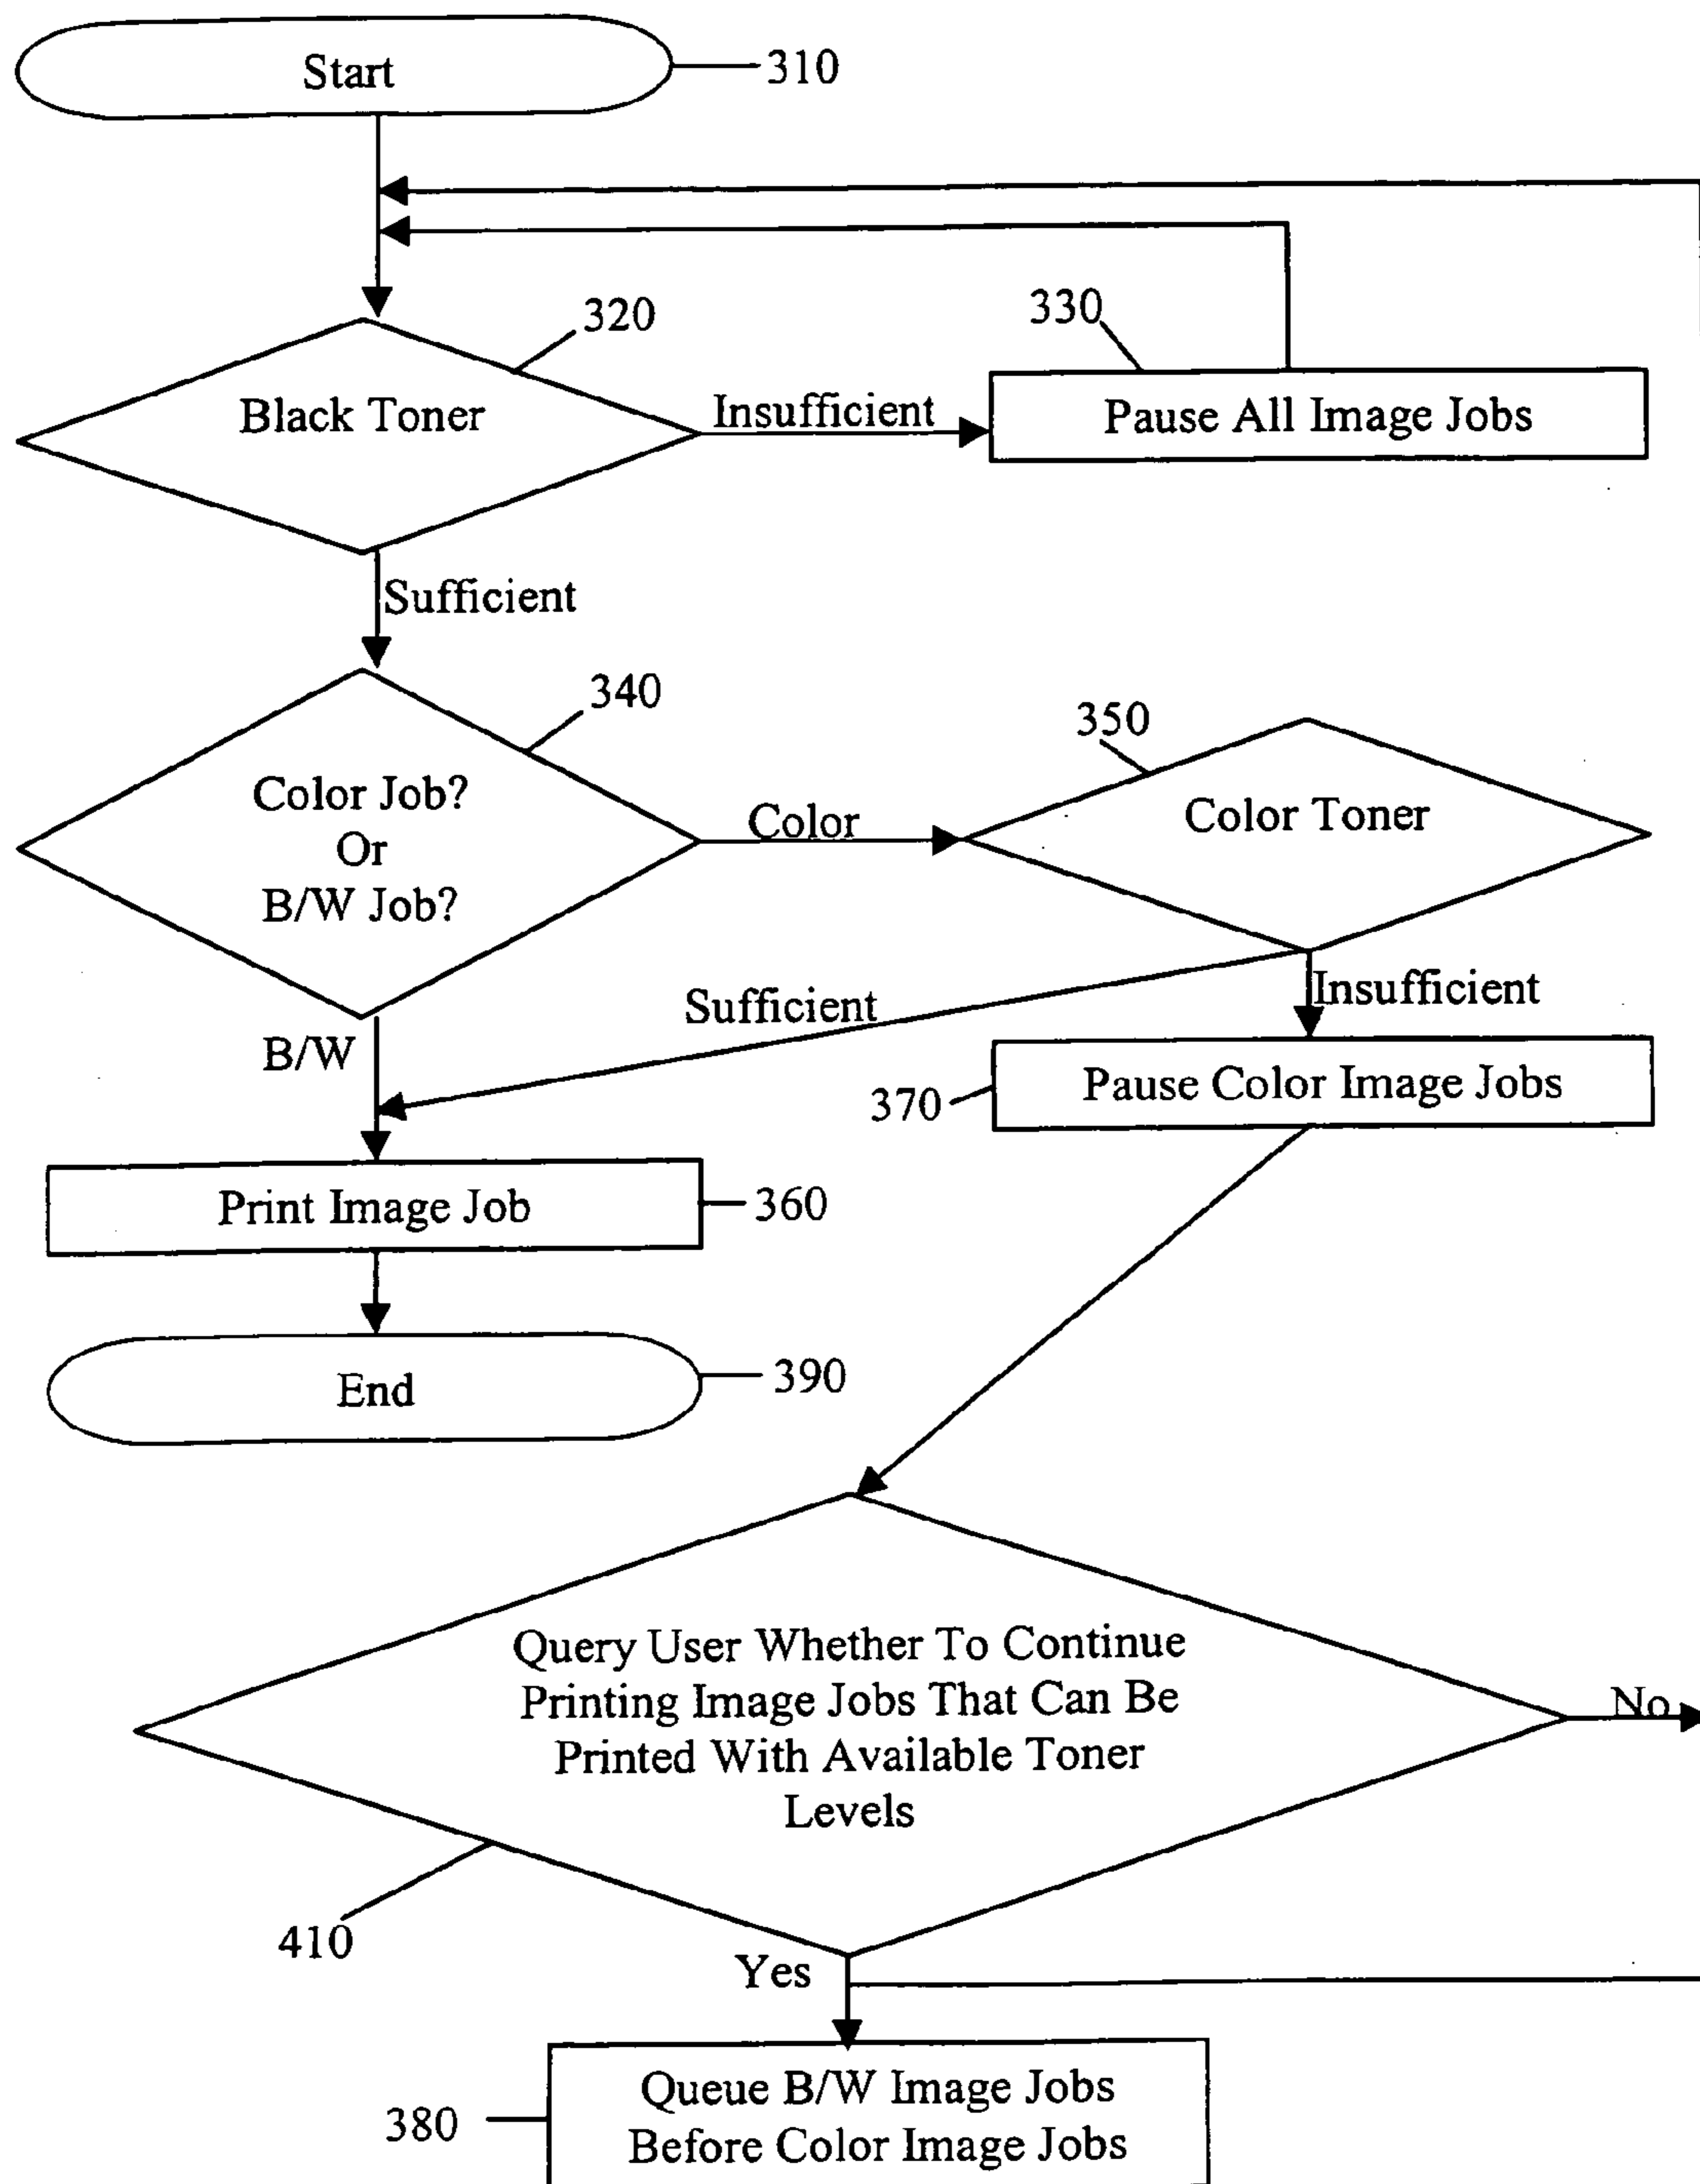 Start
310
320
330
Black Toner
Insufficient
Pause All Image Jobs
Sufficient
340
350
Color Job?
Or
B/W Job?
Color
Color Toner
Sufficient
Insufficient
B/W
370
Pause Color Image Jobs
Print Image Job
360
End
390
Query User Whether To Continue
Printing Image Jobs That Can Be
Printed With Available Toner
Levels
No
410
Yes
380
Queue B/W Image Jobs
Before Color Image Jobs